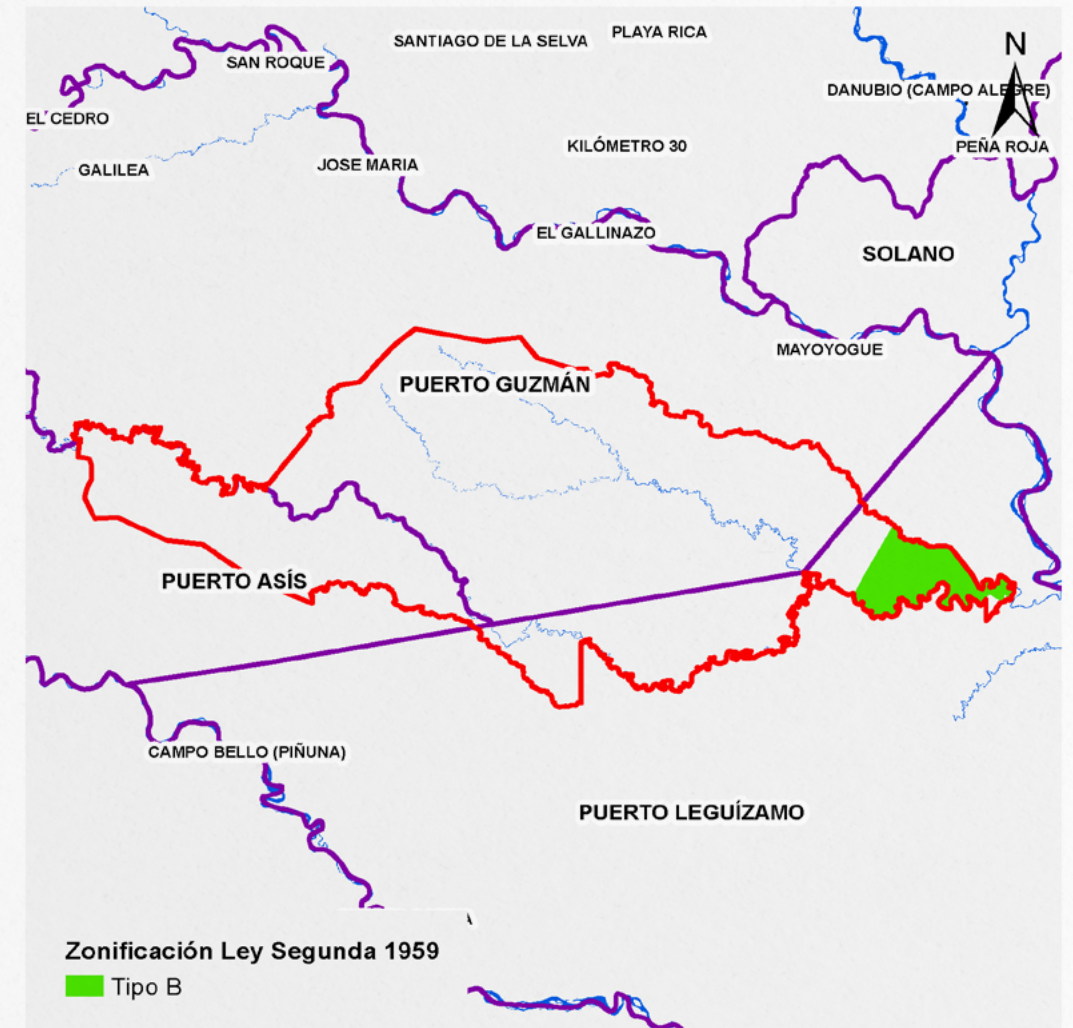 SANTIAGO DE LA SELVA
PLAYA RICA
N
SAN ROQUE
DANUBIO (CAMPO ALEGRE)
EL CEDRO
KILÓMETRO 30
PEÑA ROJA
GALILEA
JOSE MARIA
EL GALLINAZO
SOLANO
MAYOYOGUE
PUERTO GUZMÁN
PUERTO ASÍS
CAMPO BELLO (PIÑUNA)
PUERTO LEGUÍZAMO
Zonificación Ley Segunda 1959
Tipo B